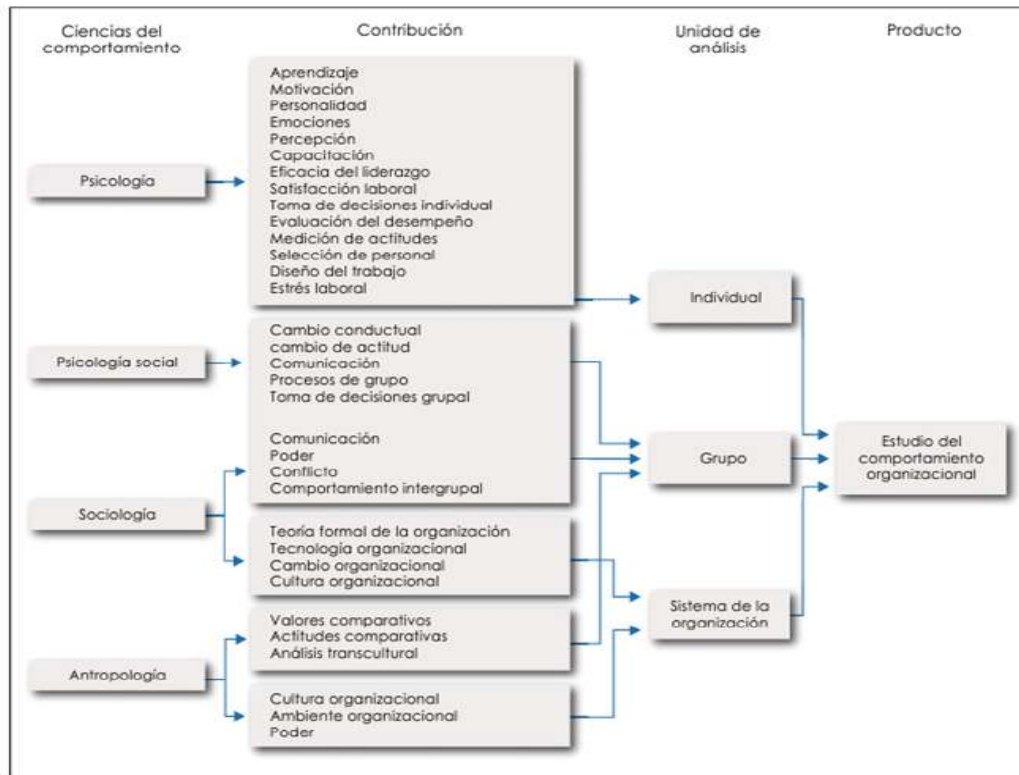 Ciencias del
comportamiento
Contribución
Unidad de
análisis
Producto
Psicología
Aprendizaje
Motivación
Personalidad
Emociones
Percepción
Capacitación
Eficacia del liderazgo
Satisfacción laboral
Toma de decisiones individual
Evaluación del desempeño
Medición de actitudes
Selección de personal
Diseño del trabajo
Estrés laboral
Individual
Psicología social
Cambio conductual
cambio de actitud
Comunicación
Procesos de grupo
Toma de decisiones grupal
Comunicación
Poder
Conflicto
Comportamiento intergrupal
Grupo
Estudio del
comportamiento
organizacional
Sociología
Teoría formal de la organización
Tecnología organizacional
Cambio organizacional
Cultura organizacional
Sistema de la
organización
Antropología
Valores comparativos
Actitudes comparativas
Análisis transcultural
Cultura organizacional
Ambiente organizacional
Poder